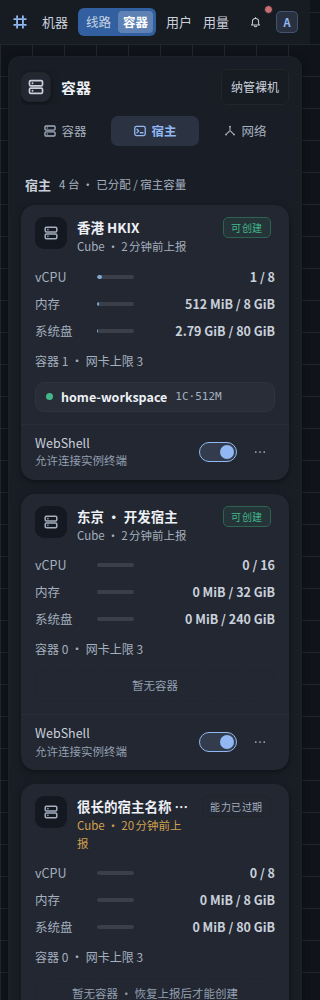 机器 线路 容器 用户 用量 A
容器 纳管裸机
容器 宿主 网络
宿主 4 台 · 已分配 / 宿主容量
香港 HKIX 可创建
Cube · 2分钟前上报
vCPU 1 / 8
内存 512 MiB / 8 GiB
系统盘 2.79 GiB / 80 GiB
容器 1 · 网卡上限 3
home-workspace 1C·512M
WebShell
允许连接实例终端 ···
东京 · 开发宿主 可创建
Cube · 2分钟前上报
vCPU 0 / 16
内存 0 MiB / 32 GiB
系统盘 0 MiB / 240 GiB
容器 0 · 网卡上限 3
暂无容器
WebShell
允许连接实例终端 ···
很长的宿主名称 ··· 能力已过期
Cube · 20分钟前上
报
vCPU 0 / 8
内存 0 MiB / 8 GiB
系统盘 0 MiB / 80 GiB
容器 0 · 网卡上限 3
暂无容器 · 恢复上报后才能创建